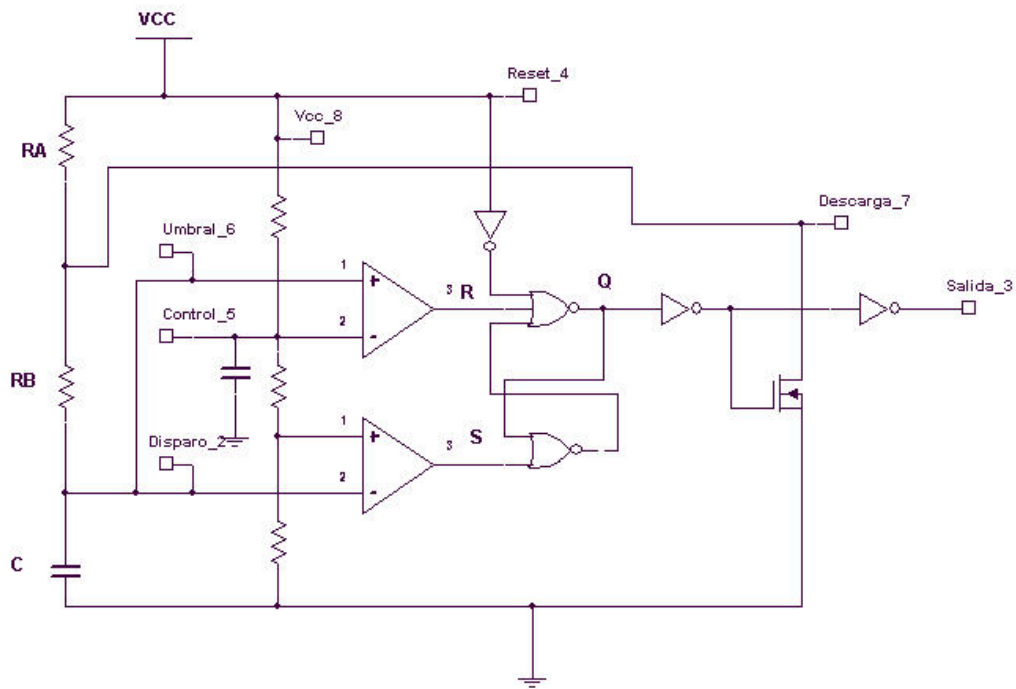 VCC
Reset_4
Vcc_8
RA
Descarga_7
Umbral_6
1
3
R
Q
Salida_3
Control_5
2
RB
Disparo_2
1
3
S
2
C